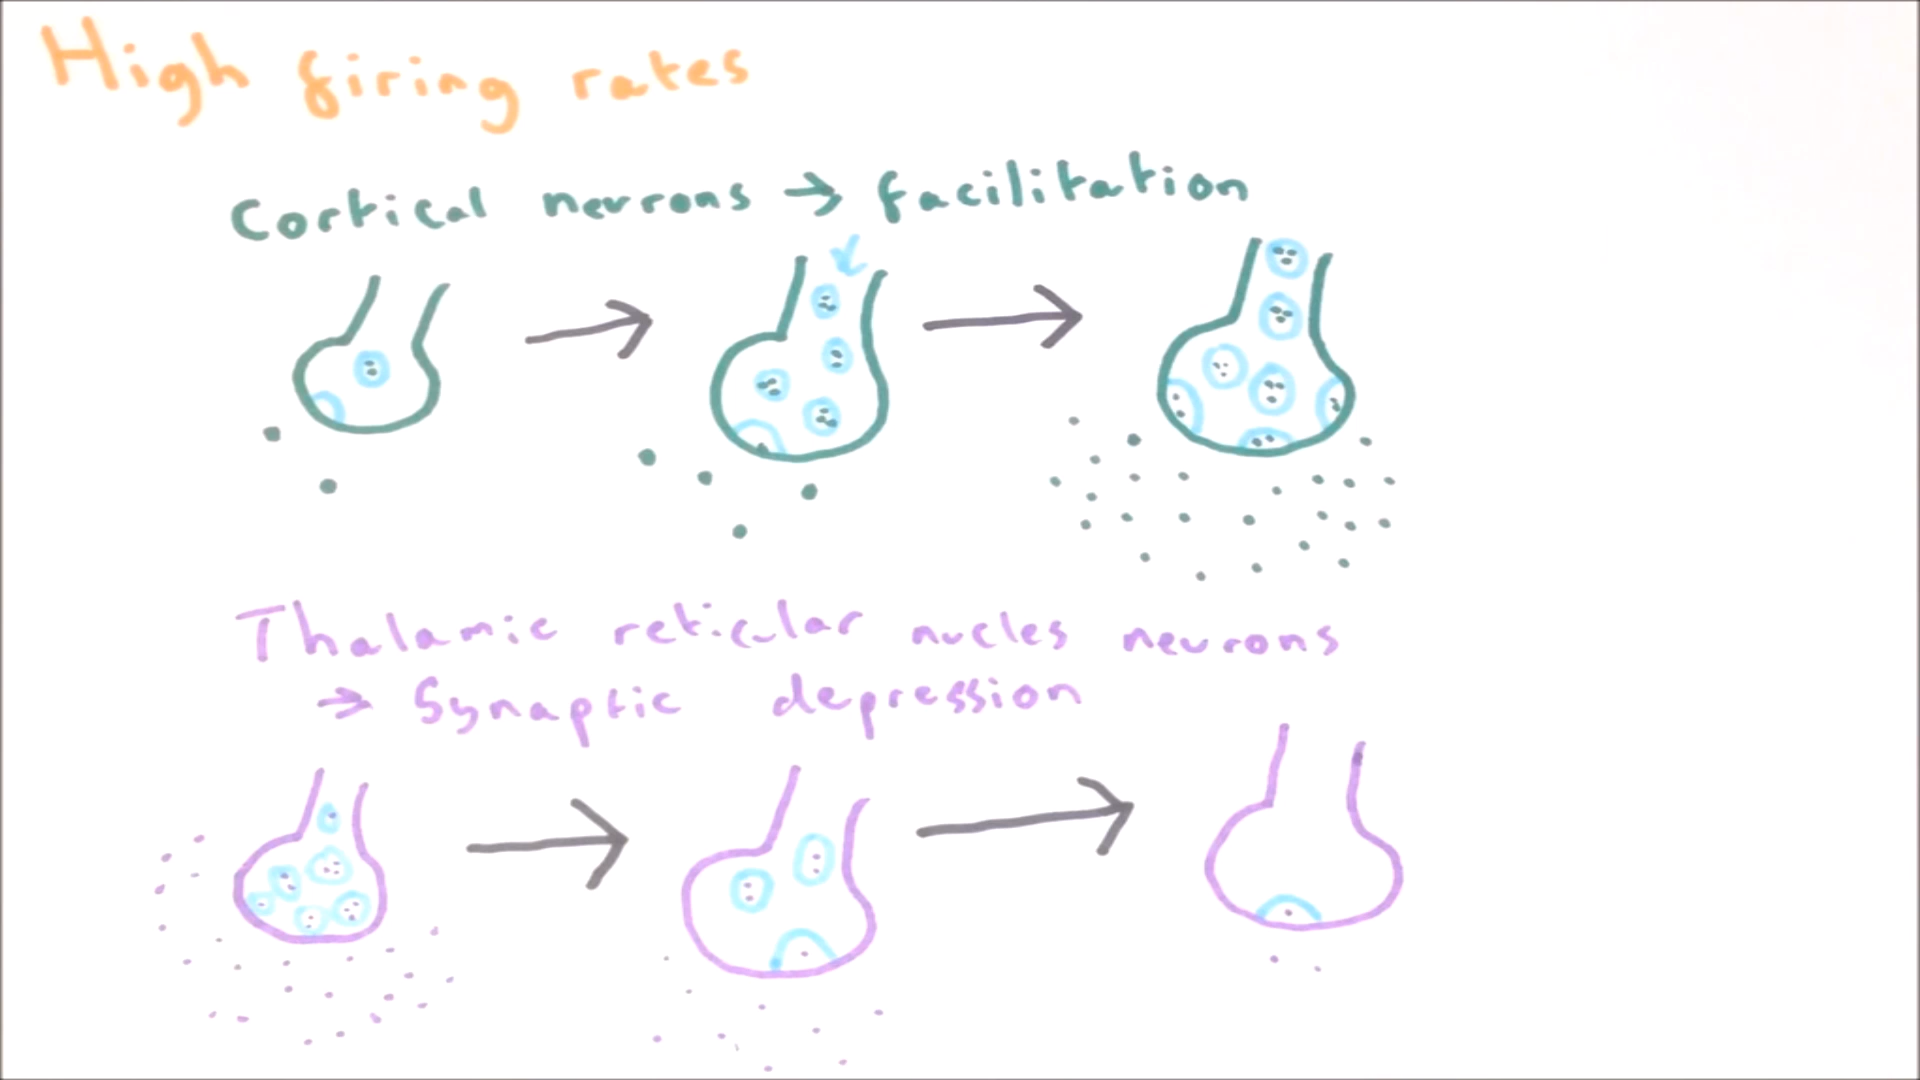 High firing rates
Cortical neurons → facilitation
Thalamic reticular nucles neurons
→ Synaptic depression